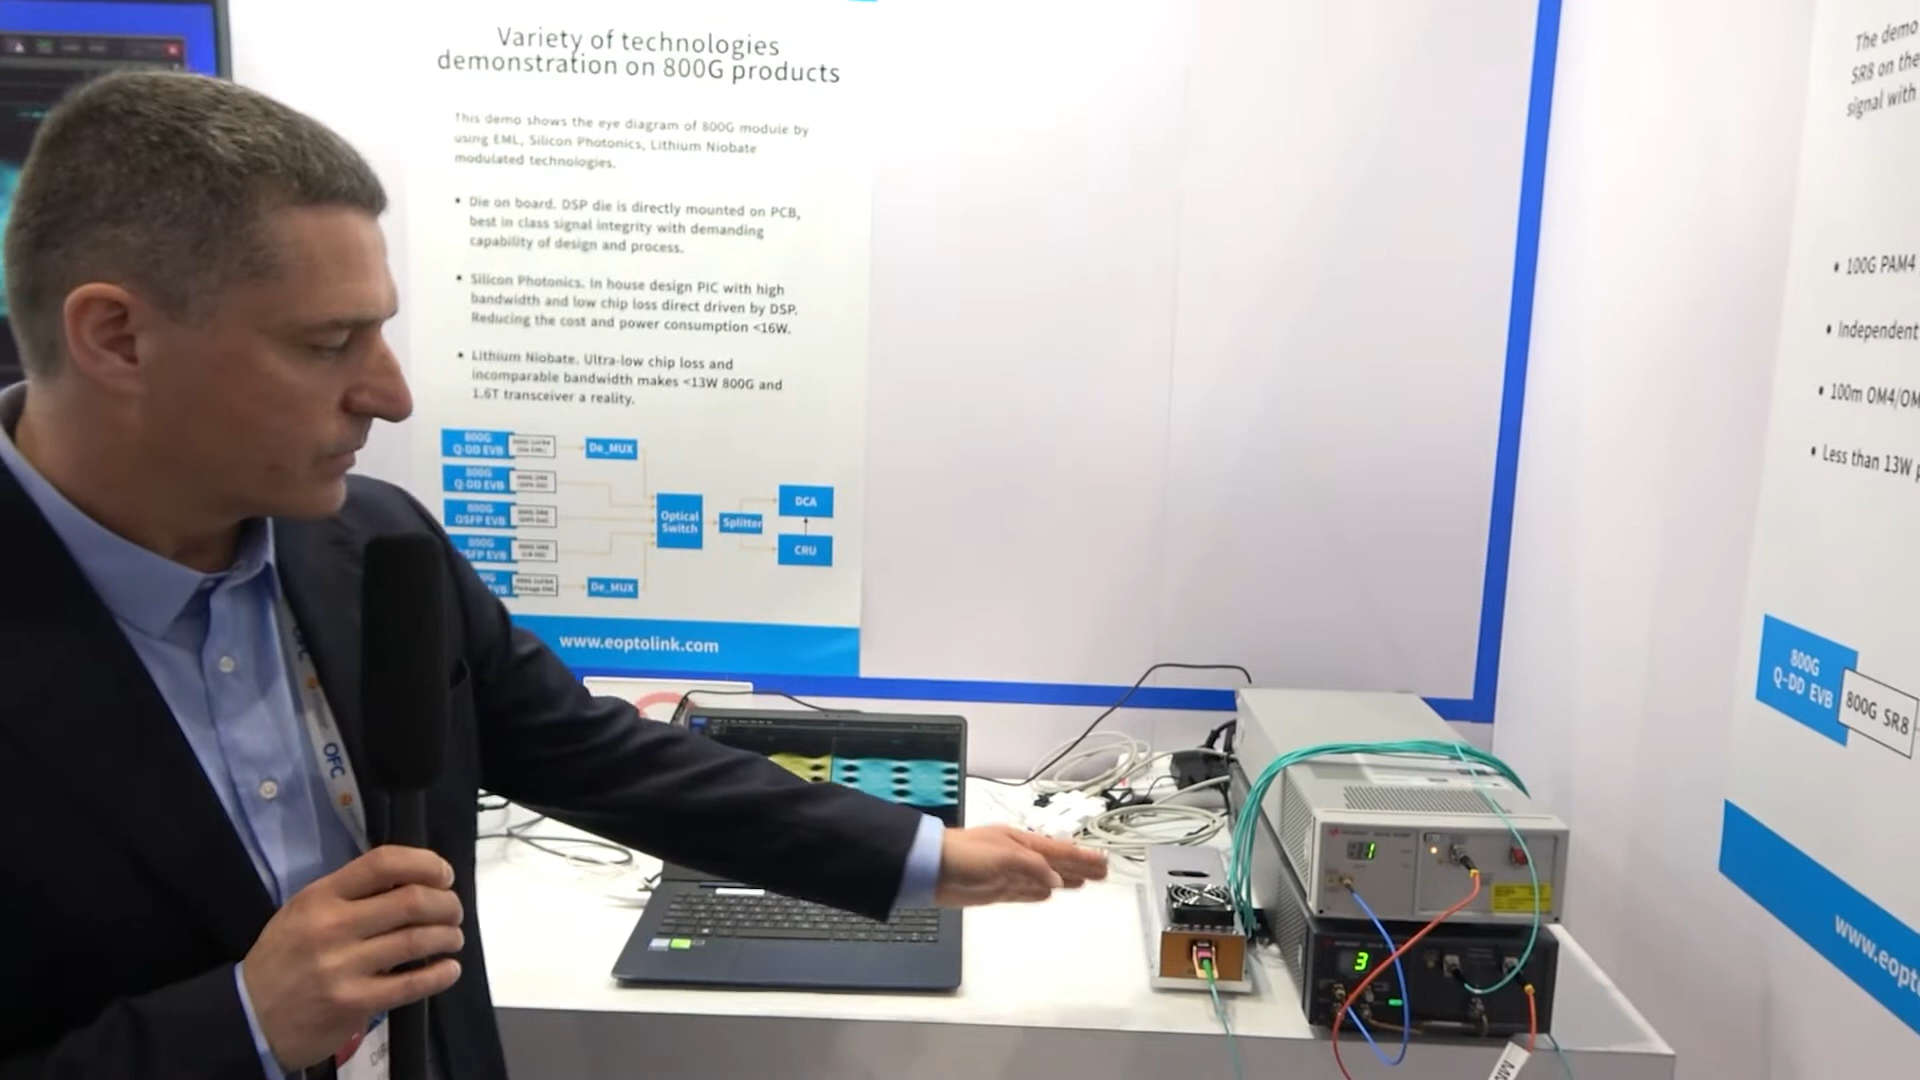 Variety of technologies
demonstration on 800G products
This demo shows the eye diagram of 800G module by
using EML, Silicon Photonics, Lithium Niobate
modulated technologies.
• Die on board. DSP die is directly mounted on PCB,
best in class signal integrity with demanding
capability of design and process.
• Silicon Photonics. In house design PIC with high
bandwidth and low chip loss direct driven by DSP.
Reducing the cost and power consumption <16W.
• Lithium Niobate. Ultra-low chip loss and
incomparable bandwidth makes <13W 800G and
1.6T transceiver a reality.
800G
Q-DD EVB
De_MUX
800G
Q-DD EVB
800G
OSFP EVB
Optical
Switch
Splitter
DCA
CRU
De_MUX
www.eoptolink.com
The demo
SR8 on the
signal with
• 100G PAM4
• Independent
• 100m OM4/OM
• Less than 13W p
800G
Q-DD EVB
800G SR8
www.eopt
OFC
1
3